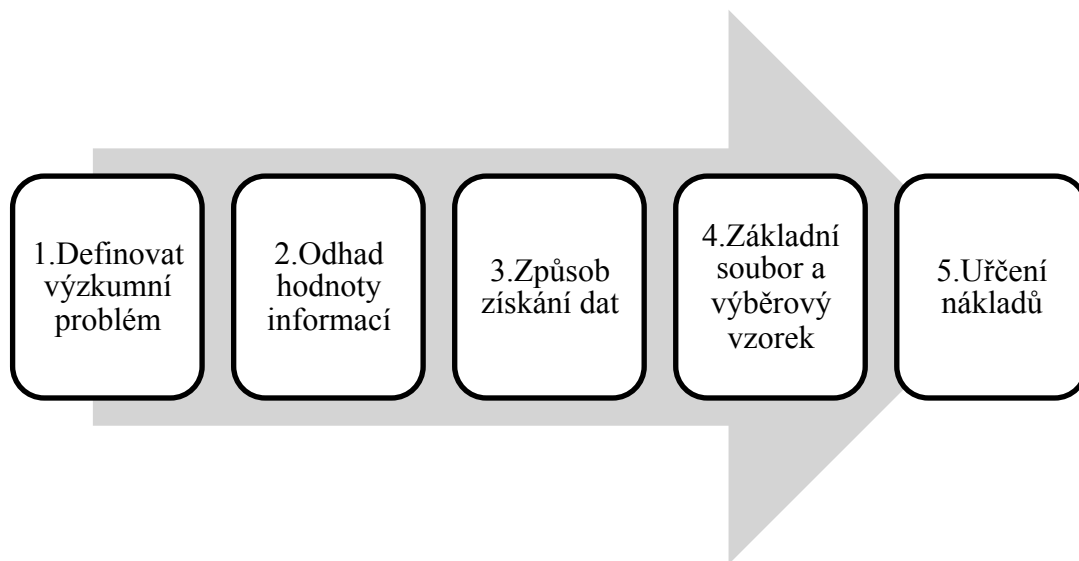 1.Definovat
výzkumní
problém
2.Odhad
hodnoty
informací
3.Způsob
získání dat
4.Základní
soubor a
výběrový
vzorek
5.Uřčení
nákladů